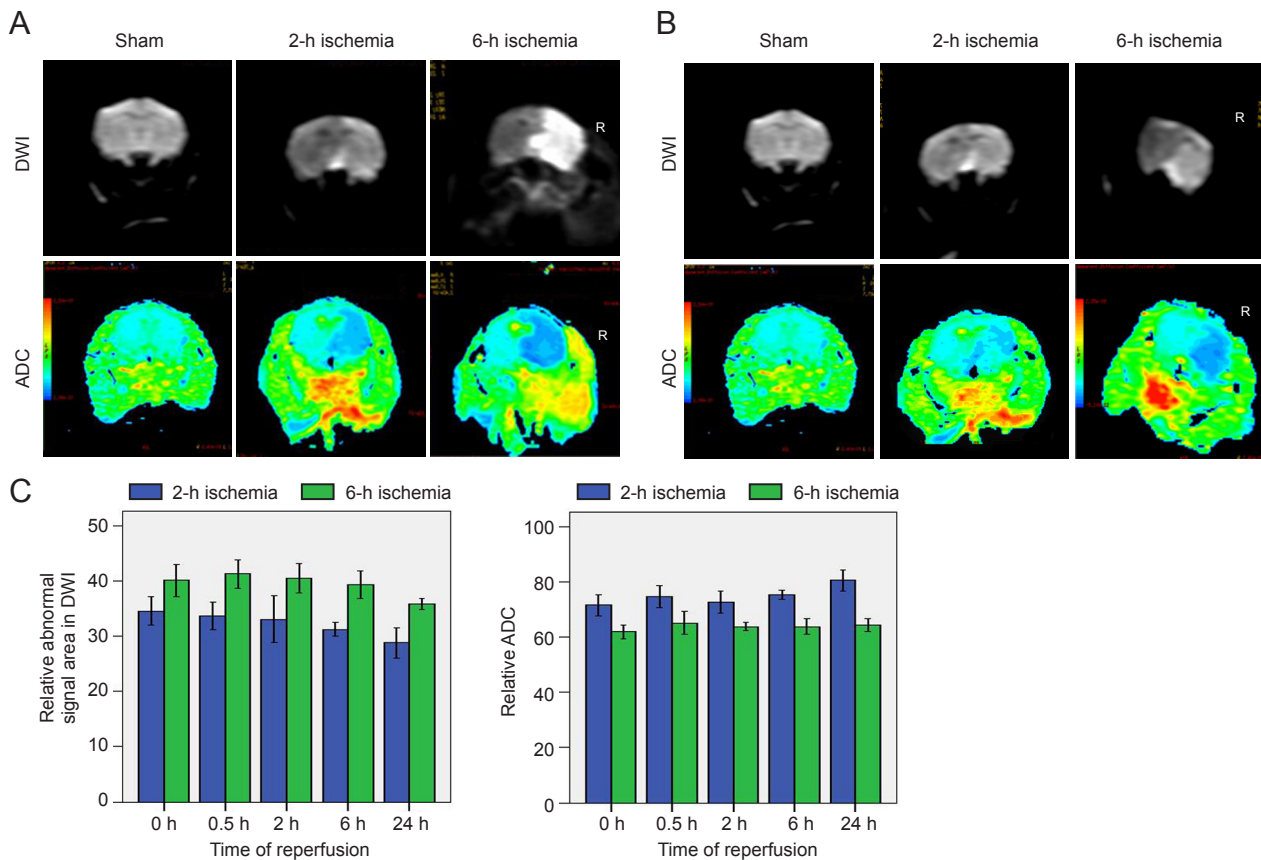 A
Sham
2-h ischemia
6-h ischemia
DWI
R
ADC
R
B
Sham
2-h ischemia
6-h ischemia
DWI
R
ADC
R
C
2-h ischemia
6-h ischemia
Relative abnormal
signal area in DWI
50
40
30
20
10
0
0 h
0.5 h
2 h
6 h
24 h
Time of reperfusion
2-h ischemia
6-h ischemia
Relative ADC
100
80
60
40
20
0
0 h
0.5 h
2 h
6 h
24 h
Time of reperfusion